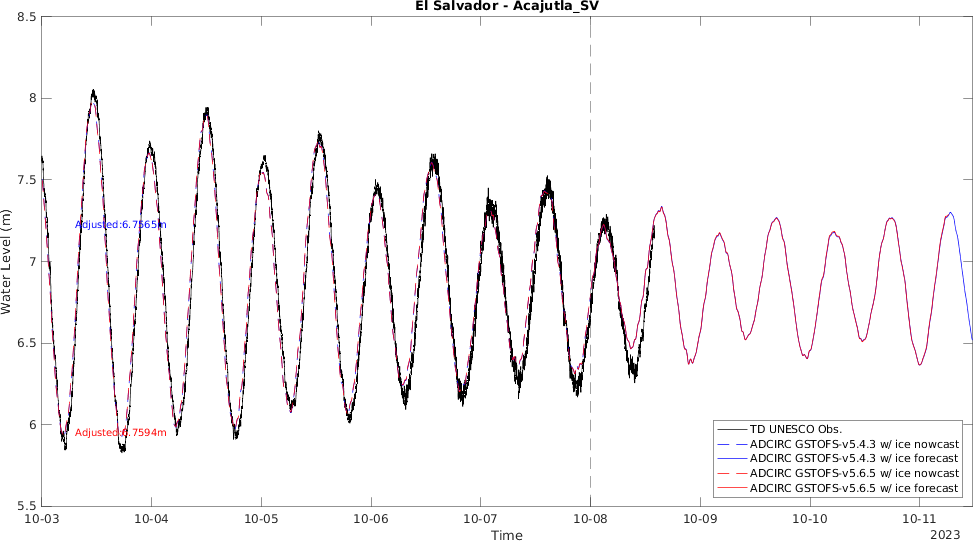 El Salvador - Acajutla_SV
8.5
8
7.5
7
6.5
6
5.5
Water Level (m)
Adjusted:6.7565m
Adjusted:6.7594m
TD UNESCO Obs.
ADCIRC GSTOFS-v5.4.3 w/ ice nowcast
ADCIRC GSTOFS-v5.4.3 w/ ice forecast
ADCIRC GSTOFS-v5.6.5 w/ ice nowcast
ADCIRC GSTOFS-v5.6.5 w/ ice forecast
10-03 10-04 10-05 10-06 10-07 10-08 10-09 10-10 10-11
Time
2023